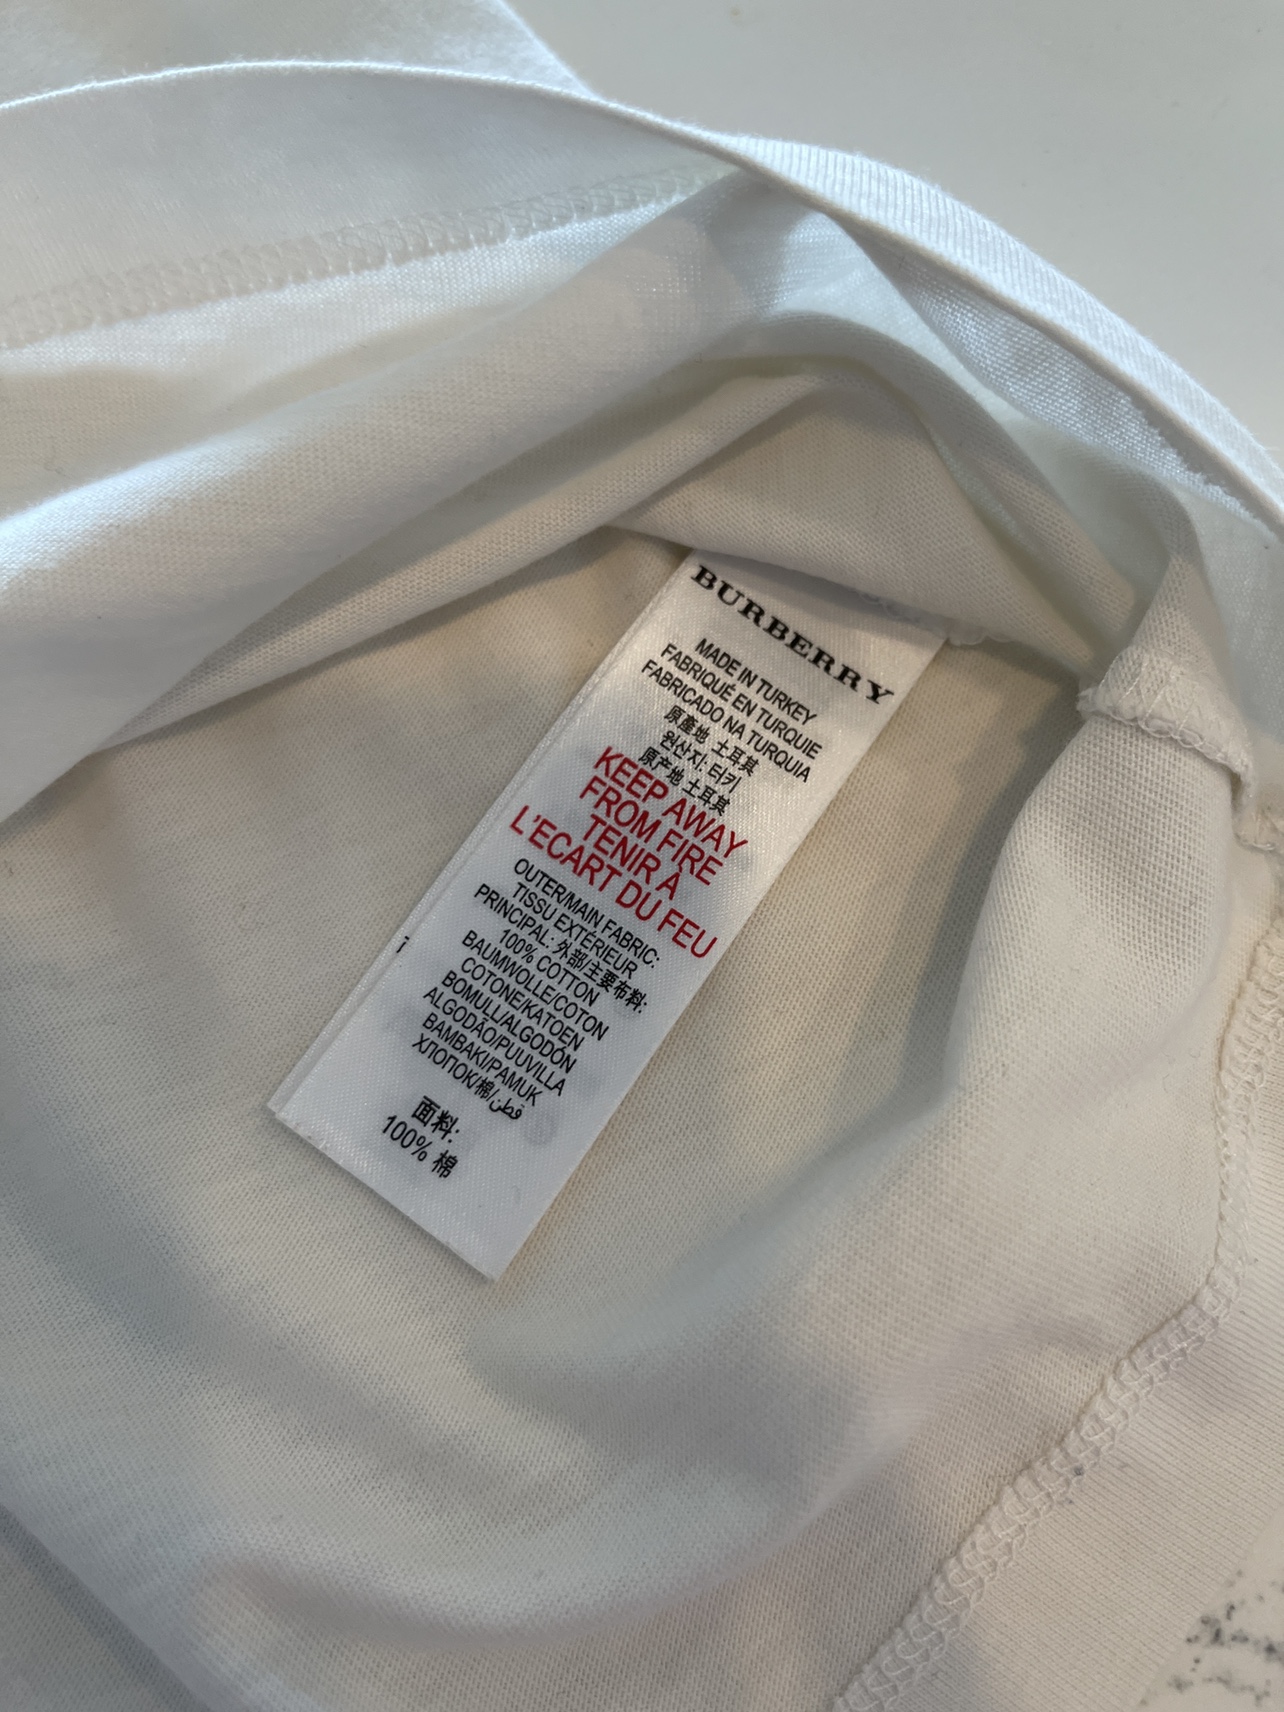 BURBERRY
MADE IN TURKEY
FABRIQUÉ EN TURQUIE
FABRICADO NA TURQUIA
原產地 土耳其
원산지: 터키
原产地 土耳其
KEEP AWAY
FROM FIRE
TENIR À
L'ECART DU FEU
OUTER/MAIN FABRIC:
TISSU EXTÉRIEUR
PRINCIPAL: 外部/主要布料:
100% COTTON
BAUMWOLLE/COTON
COTONE/KATOEN
BOMULL/ALGODÓN
ALGODÃO/PUUVILLA
BAMBAKI/PAMUK
ХЛОПОК/棉/قطن
面料:
100% 棉